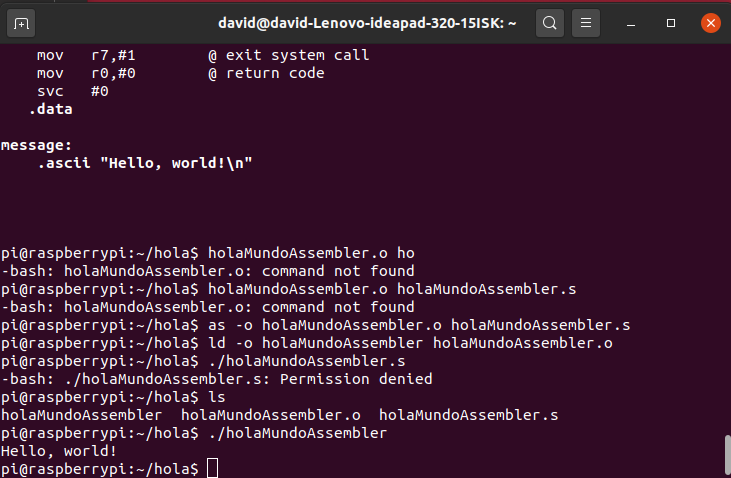 david@david-Lenovo-ideapad-320-15ISK: ~
mov r7,#1 @ exit system call
mov r0,#0 @ return code
svc #0
.data
message:
.ascii "Hello, world!\n"
pi@raspberrypi:~/hola$ holaMundoAssembler.o ho
-bash: holaMundoAssembler.o: command not found
pi@raspberrypi:~/hola$ holaMundoAssembler.o holaMundoAssembler.s
-bash: holaMundoAssembler.o: command not found
pi@raspberrypi:~/hola$ as -o holaMundoAssembler.o holaMundoAssembler.s
pi@raspberrypi:~/hola$ ld -o holaMundoAssembler holaMundoAssembler.o
pi@raspberrypi:~/hola$ ./holaMundoAssembler.s
-bash: ./holaMundoAssembler.s: Permission denied
pi@raspberrypi:~/hola$ ls
holaMundoAssembler holaMundoAssembler.o holaMundoAssembler.s
pi@raspberrypi:~/hola$ ./holaMundoAssembler
Hello, world!
pi@raspberrypi:~/hola$